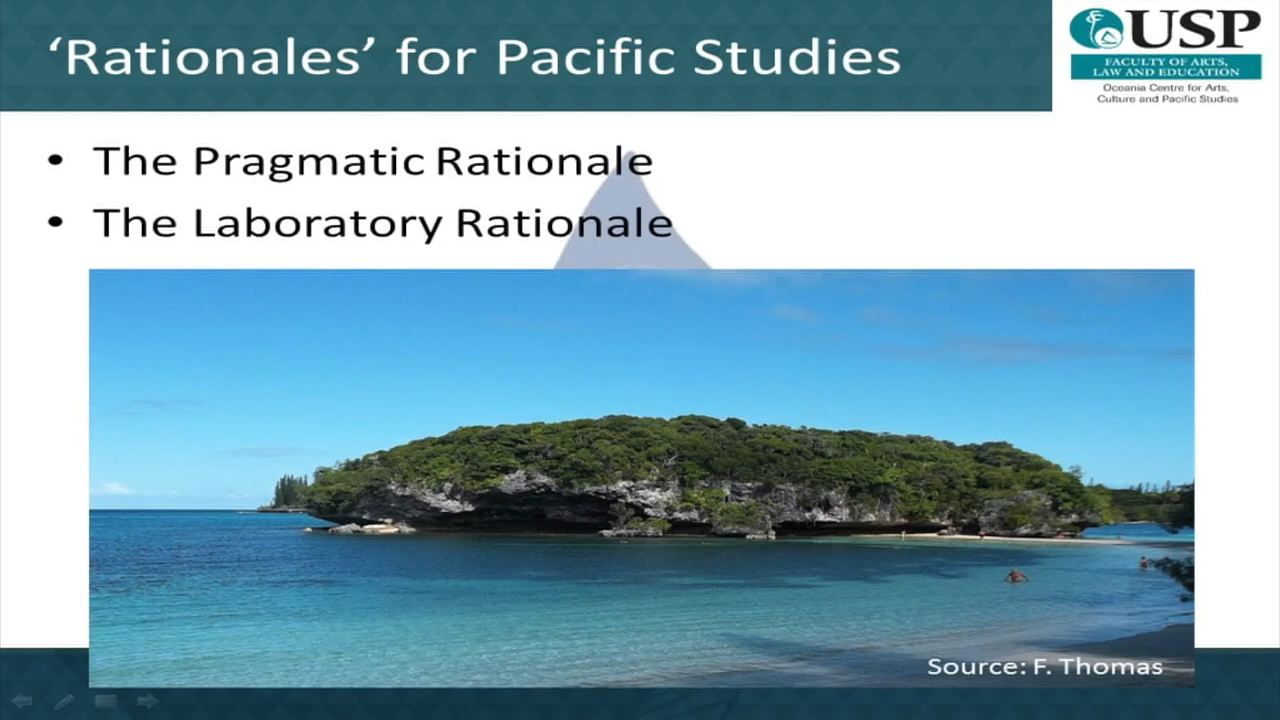 ‘Rationales’ for Pacific Studies
USP
FACULTY OF ARTS,
LAW AND EDUCATION
Oceania Centre for Arts,
Culture and Pacific Studies
• The Pragmatic Rationale
• The Laboratory Rationale
Source: F. Thomas